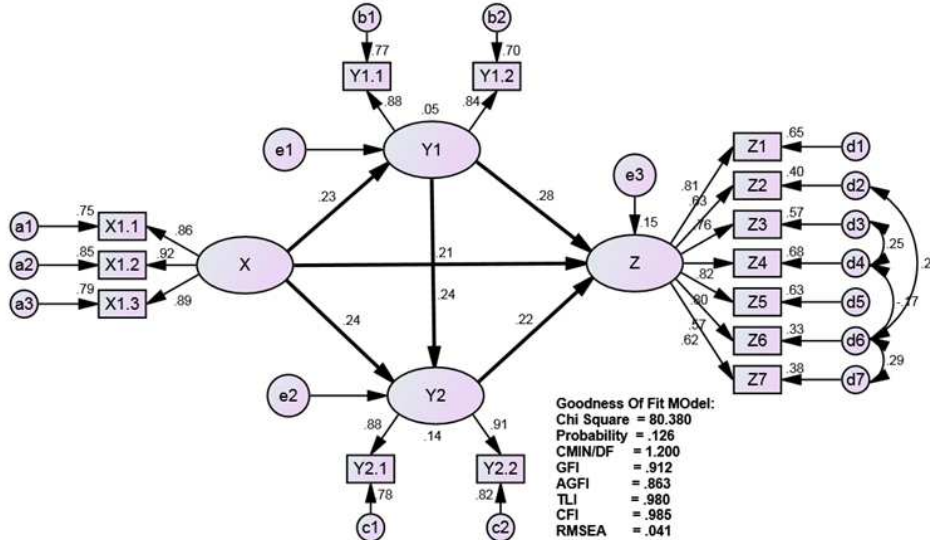 b1
b2
.77
.70
Y1.1
Y1.2
.88
.05
.84
e1
Y1
.65
Z1
d1
e3
.23
.28
.81
.40
Z2
d2
.63
.75
.15
.57
a1
X1.1
.86
.76
Z3
d3
.25
.85
.92
.21
.68
a2
X1.2
X
Z
Z4
d4
.2
.79
.82
.63
-.17
a3
X1.3
.89
.24
Z5
d5
.80
.24
.22
.33
.57
Z6
d6
.62
.29
.38
e2
Y2
Z7
d7
Goodness Of Fit MOdel:
.88
.14
.91
Chi Square = 80.380
Probability = .126
CMIN/DF = 1.200
Y2.1
Y2.2
GFI = .912
.78
.82
AGFI = .863
TLI = .980
c1
c2
CFI = .985
RMSEA = .041